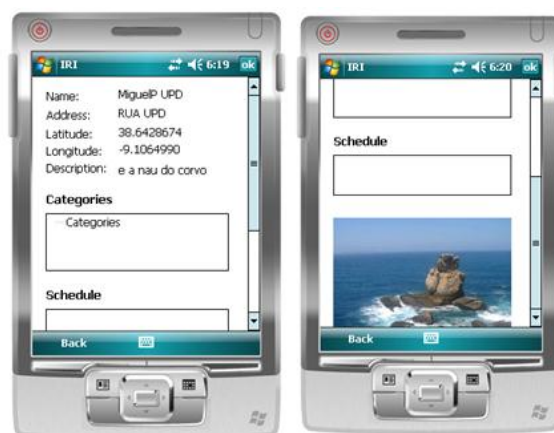 IRI 6:19 ok
Name: MiguelP UPD
Address: RUA UPD
Latitude: 38.6428674
Longitude: -9.1064990
Description: e a nau do corvo
Categories
Categories
Schedule
Back
IRI 6:20 ok
Schedule
Back